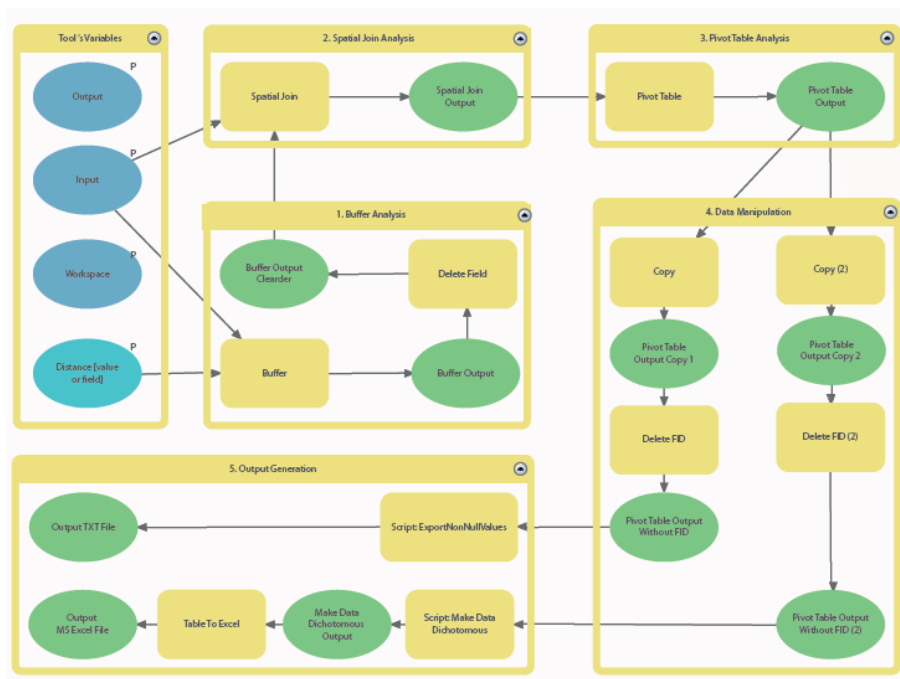 Tool's Variables
P
Output
P
Input
P
Workspace
P
Distance [value
or field]
2. Spatial Join Analysis
Spatial Join
Spatial Join
Output
3. Pivot Table Analysis
Pivot Table
Pivot Table
Output
1. Buffer Analysis
Buffer Output
Clearder
Delete Field
Buffer
Buffer Output
4. Data Manipulation
Copy
Copy (2)
Pivot Table
Output Copy 1
Pivot Table
Output Copy 2
Delete FID
Delete FID (2)
Pivot Table Output
Without FID
Pivot Table Output
Without FID (2)
5. Output Generation
Output TXT File
Script: ExportNonNullValues
Output
MS Excel File
Table To Excel
Make Data
Dichotomous
Output
Script: Make Data
Dichotomous